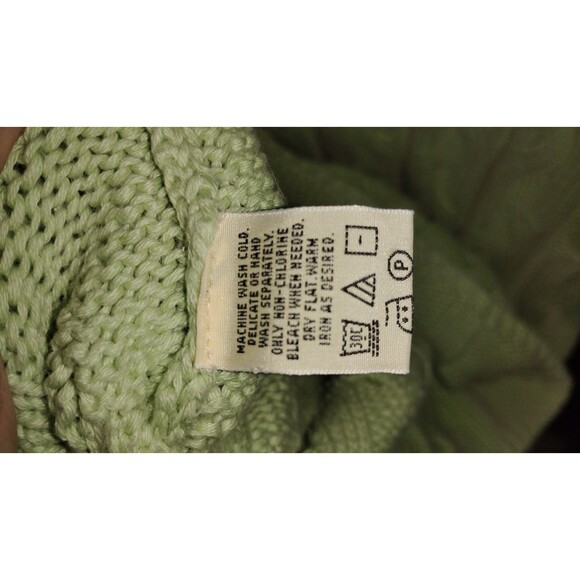 MACHINE WASH COLD.
DELICATE OR HAND
WASH SEPARATELY.
ONLY NON-CHLORINE
BLEACH WHEN NEEDED.
DRY FLAT. WARM
IRON AS DESIRED.
30C
P